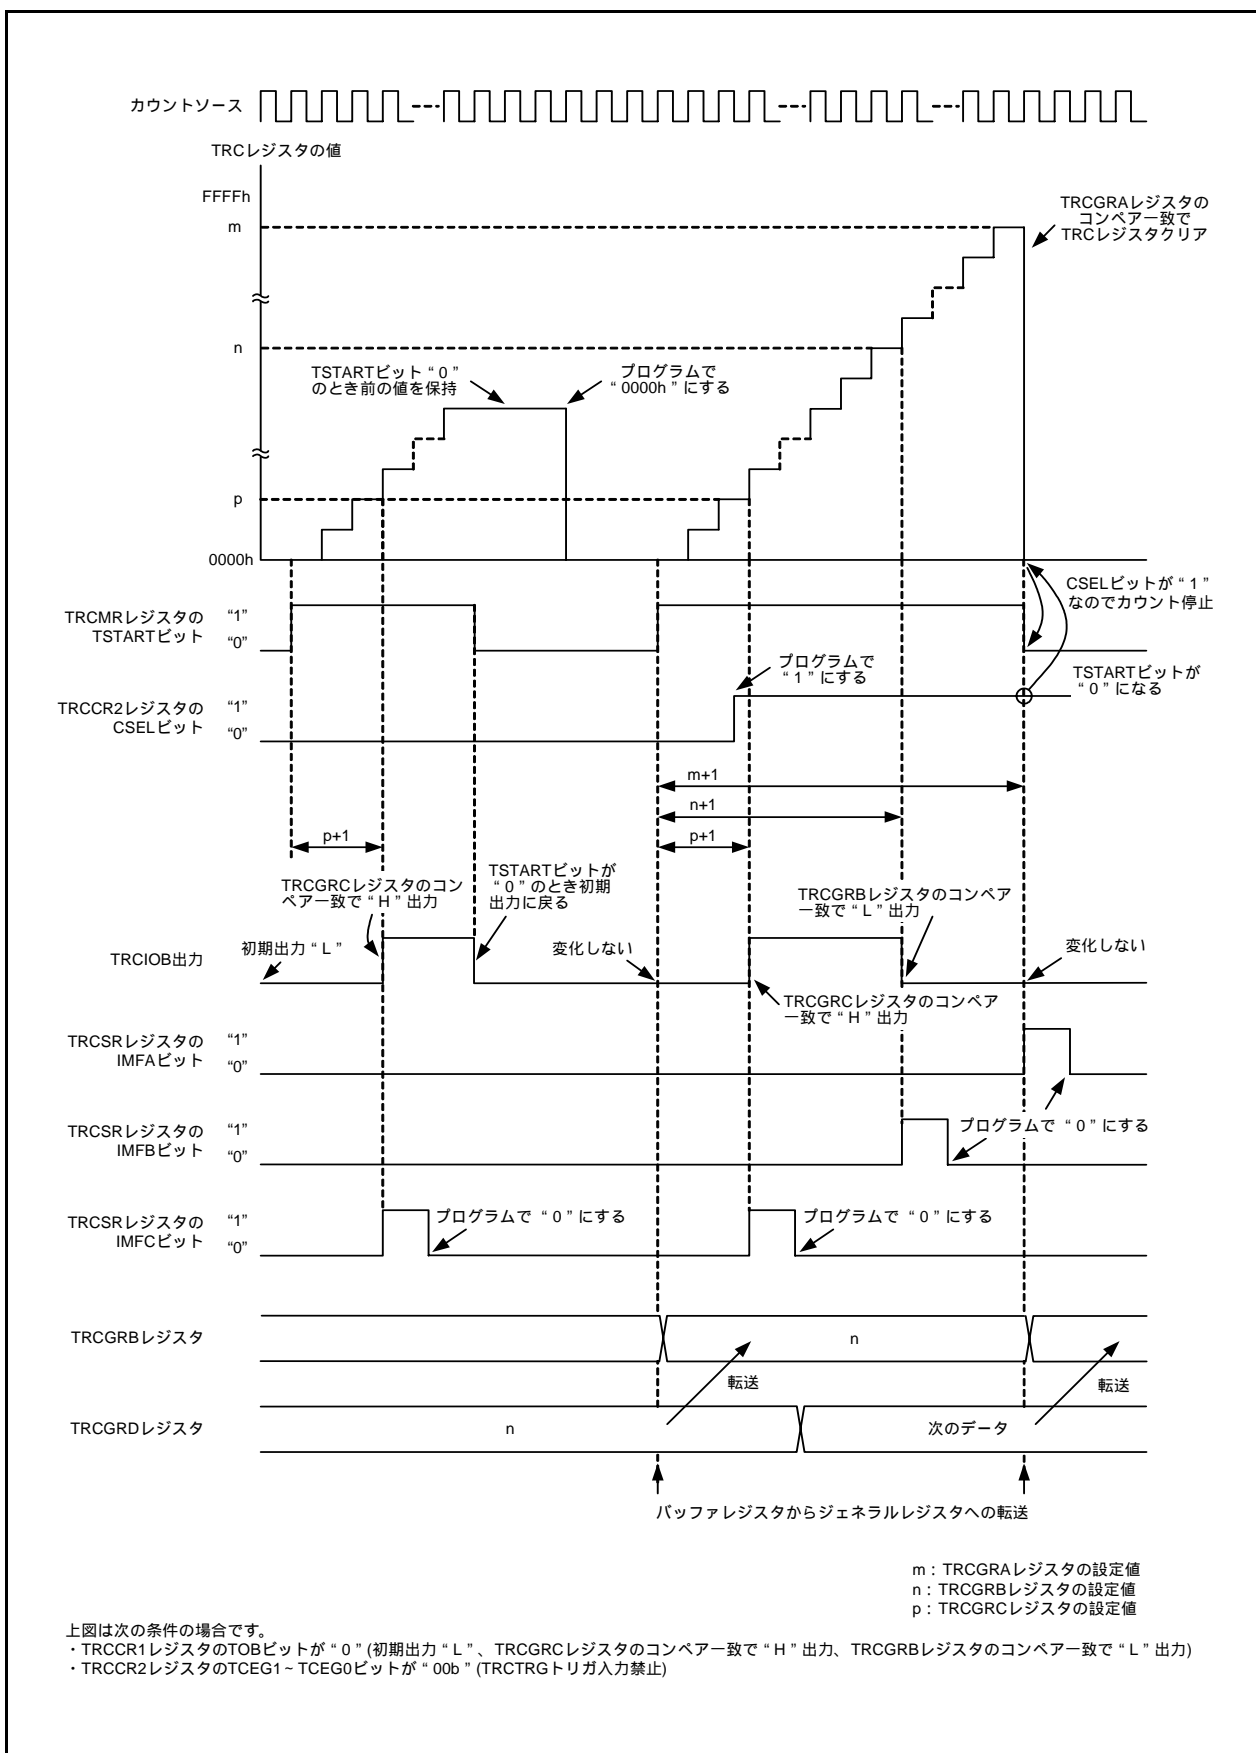 カウントソース
TRCレジスタの値
FFFFh
m
TRCGRAレジスタの
コンペア一致で
TRCレジスタクリア
n
TSTARTビット“0”
のとき前の値を保持
プログラムで
“0000h”にする
p
0000h
CSELビットが“1”
なのでカウント停止
TRCMRレジスタの
TSTARTビット
“1”
“0”
プログラムで
“1”にする
TSTARTビットが
“0”になる
TRCCR2レジスタの
CSELビット
“1”
“0”
m+1
n+1
p+1
p+1
TRCGRCレジスタのコン
ペア一致で“H”出力
TSTARTビットが
“0”のとき初期
出力に戻る
TRCGRBレジスタのコンペア
一致で“L”出力
初期出力“L”
変化しない
変化しない
TRCIOB出力
TRCGRCレジスタのコンペア
一致で“H”出力
TRCSRレジスタの
IMFAビット
“1”
“0”
プログラムで “0”にする
TRCSRレジスタの
IMFBビット
“1”
“0”
TRCSRレジスタの
IMFCビット
“1”
“0”
プログラムで “0”にする
プログラムで “0”にする
TRCGRBレジスタ
n
転送
転送
TRCGRDレジスタ
n
次のデータ
バッファレジスタからジェネラルレジスタへの転送
m:TRCGRAレジスタの設定値
n:TRCGRBレジスタの設定値
p:TRCGRCレジスタの設定値
上図は次の条件の場合です。
・TRCCR1レジスタのTOBビットが“0”(初期出力“L”、TRCGRCレジスタのコンペア一致で“H”出力、TRCGRBレジスタのコンペア一致で“L”出力)
・TRCCR2レジスタのTCEG1~TCEG0ビットが“00b”(TRCTRGトリガ入力禁止)